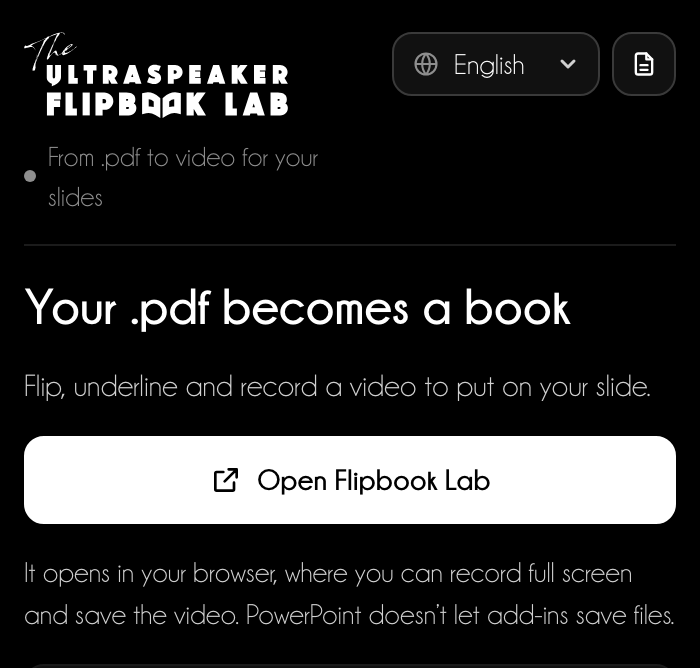 The
ULTRASPEAKER
FLIPBOOK LAB
English
From .pdf to video for your
slides
Your .pdf becomes a book
Flip, underline and record a video to put on your slide.
Open Flipbook Lab
It opens in your browser, where you can record full screen
and save the video. PowerPoint doesn't let add-ins save files.